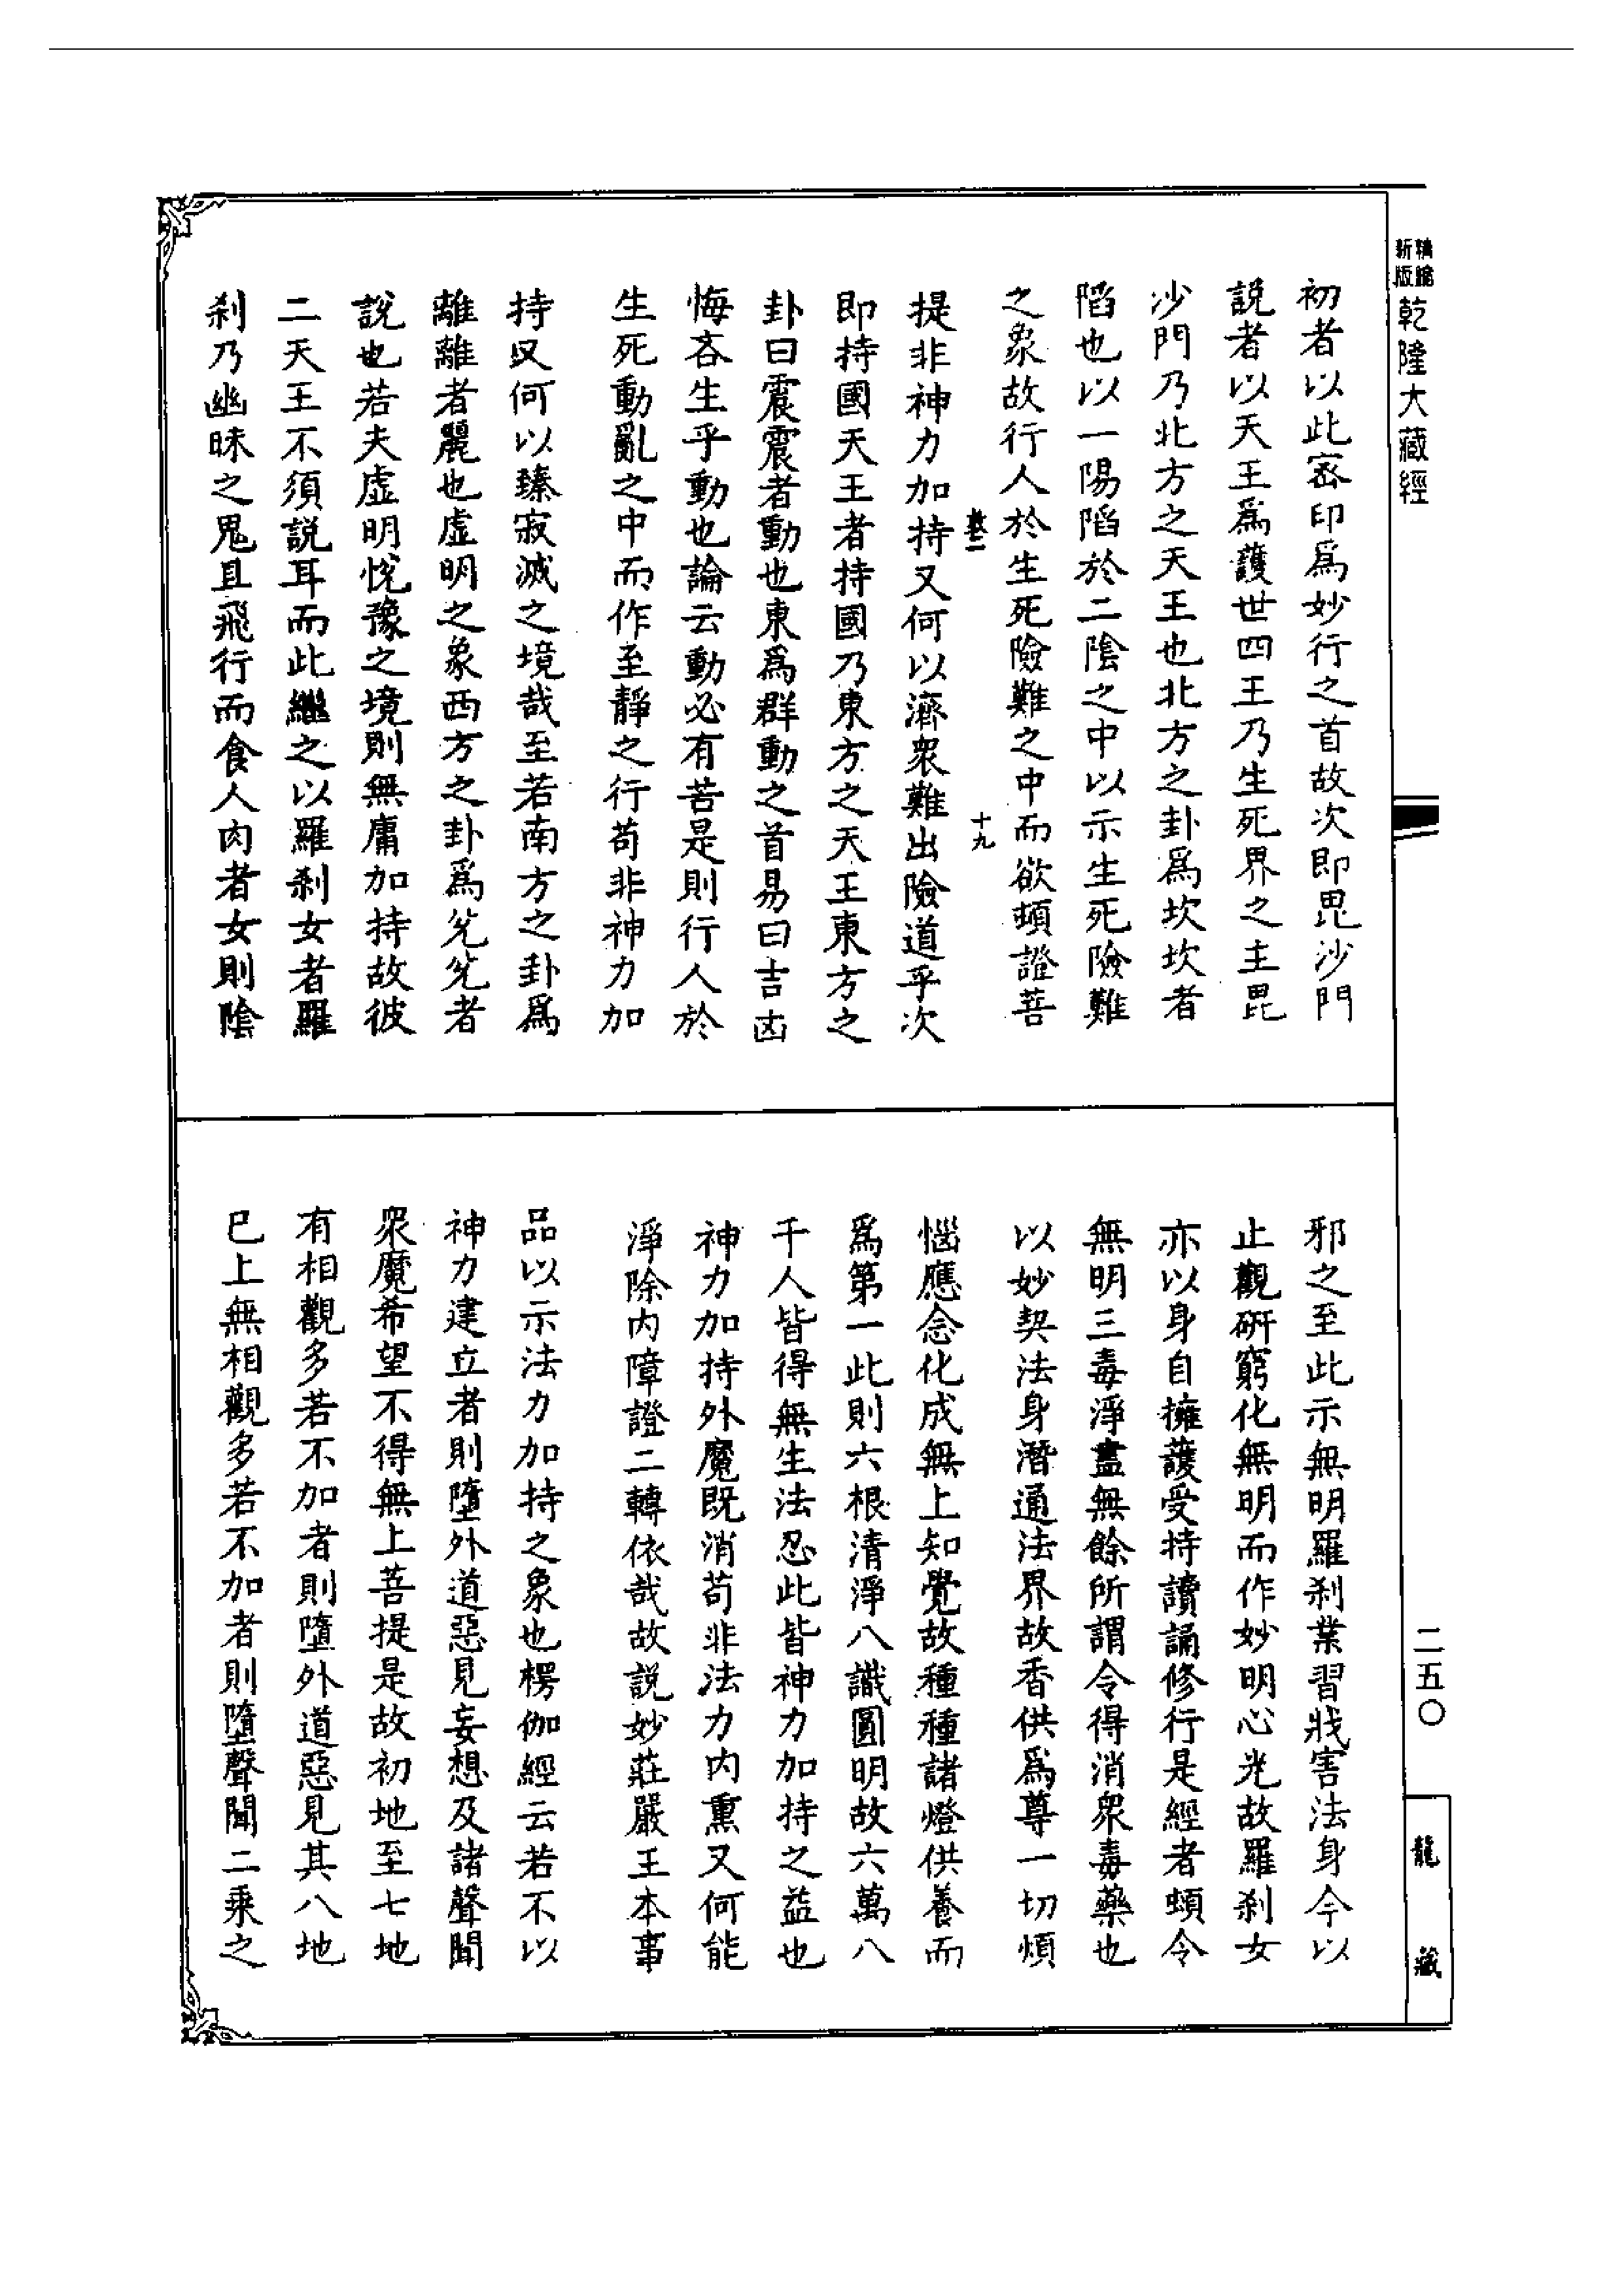 新版精縮乾隆大藏經
初者以此密印爲妙行之首故次即毘沙門
説者以天王爲護世四王乃生死界之主毘
沙門乃北方之天王也北方之卦爲坎坎者
陷也以一陽陷於二陰之中以示生死險難
之象故行人於生死險難之中而欲頓證菩
十九
提非神力加持又何以濟衆難出險道乎次
即持國天王者持國乃東方之天王東方之
卦曰震震者動也東爲群動之首易曰吉凶
悔吝生乎動也論云動必有苦是則行人於
生死動亂之中而作至靜之行苟非神力加
持又何以臻寂滅之境哉至若南方之卦爲
離離者麗也虛明之象西方之卦爲兊兊者
說也若夫虛明悅豫之境則無庸加持故彼
二天王不須説耳而此繼之以羅剎女者羅
剎乃幽昧之鬼且飛行而食人肉者女則陰
邪之至此示無明羅剎業習戕害法身今以
止觀研窮化無明而作妙明心光故羅剎女
亦以身自擁護受持讀誦修行是經者頓令
無明三毒淨盡無餘所謂令得消衆毒藥也
以妙契法身潛通法界故香供爲尊一切煩
惱應念化成無上知覺故種種諸燈供養而
爲第一此則六根清淨八識圓明故六萬八
千人皆得無生法忍此皆神力加持之益也
神力加持外魔既消苟非法力内熏又何能
淨除内障證二轉依哉故説妙莊嚴王本事
品以示法力加持之象也楞伽經云若不以
神力建立者則墮外道惡見妄想及諸聲聞
衆魔希望不得無上菩提是故初地至七地
有相觀多若不加者則墮外道惡見其八地
已上無相觀多若不加者則墮聲聞二乘之
二五〇
龍藏